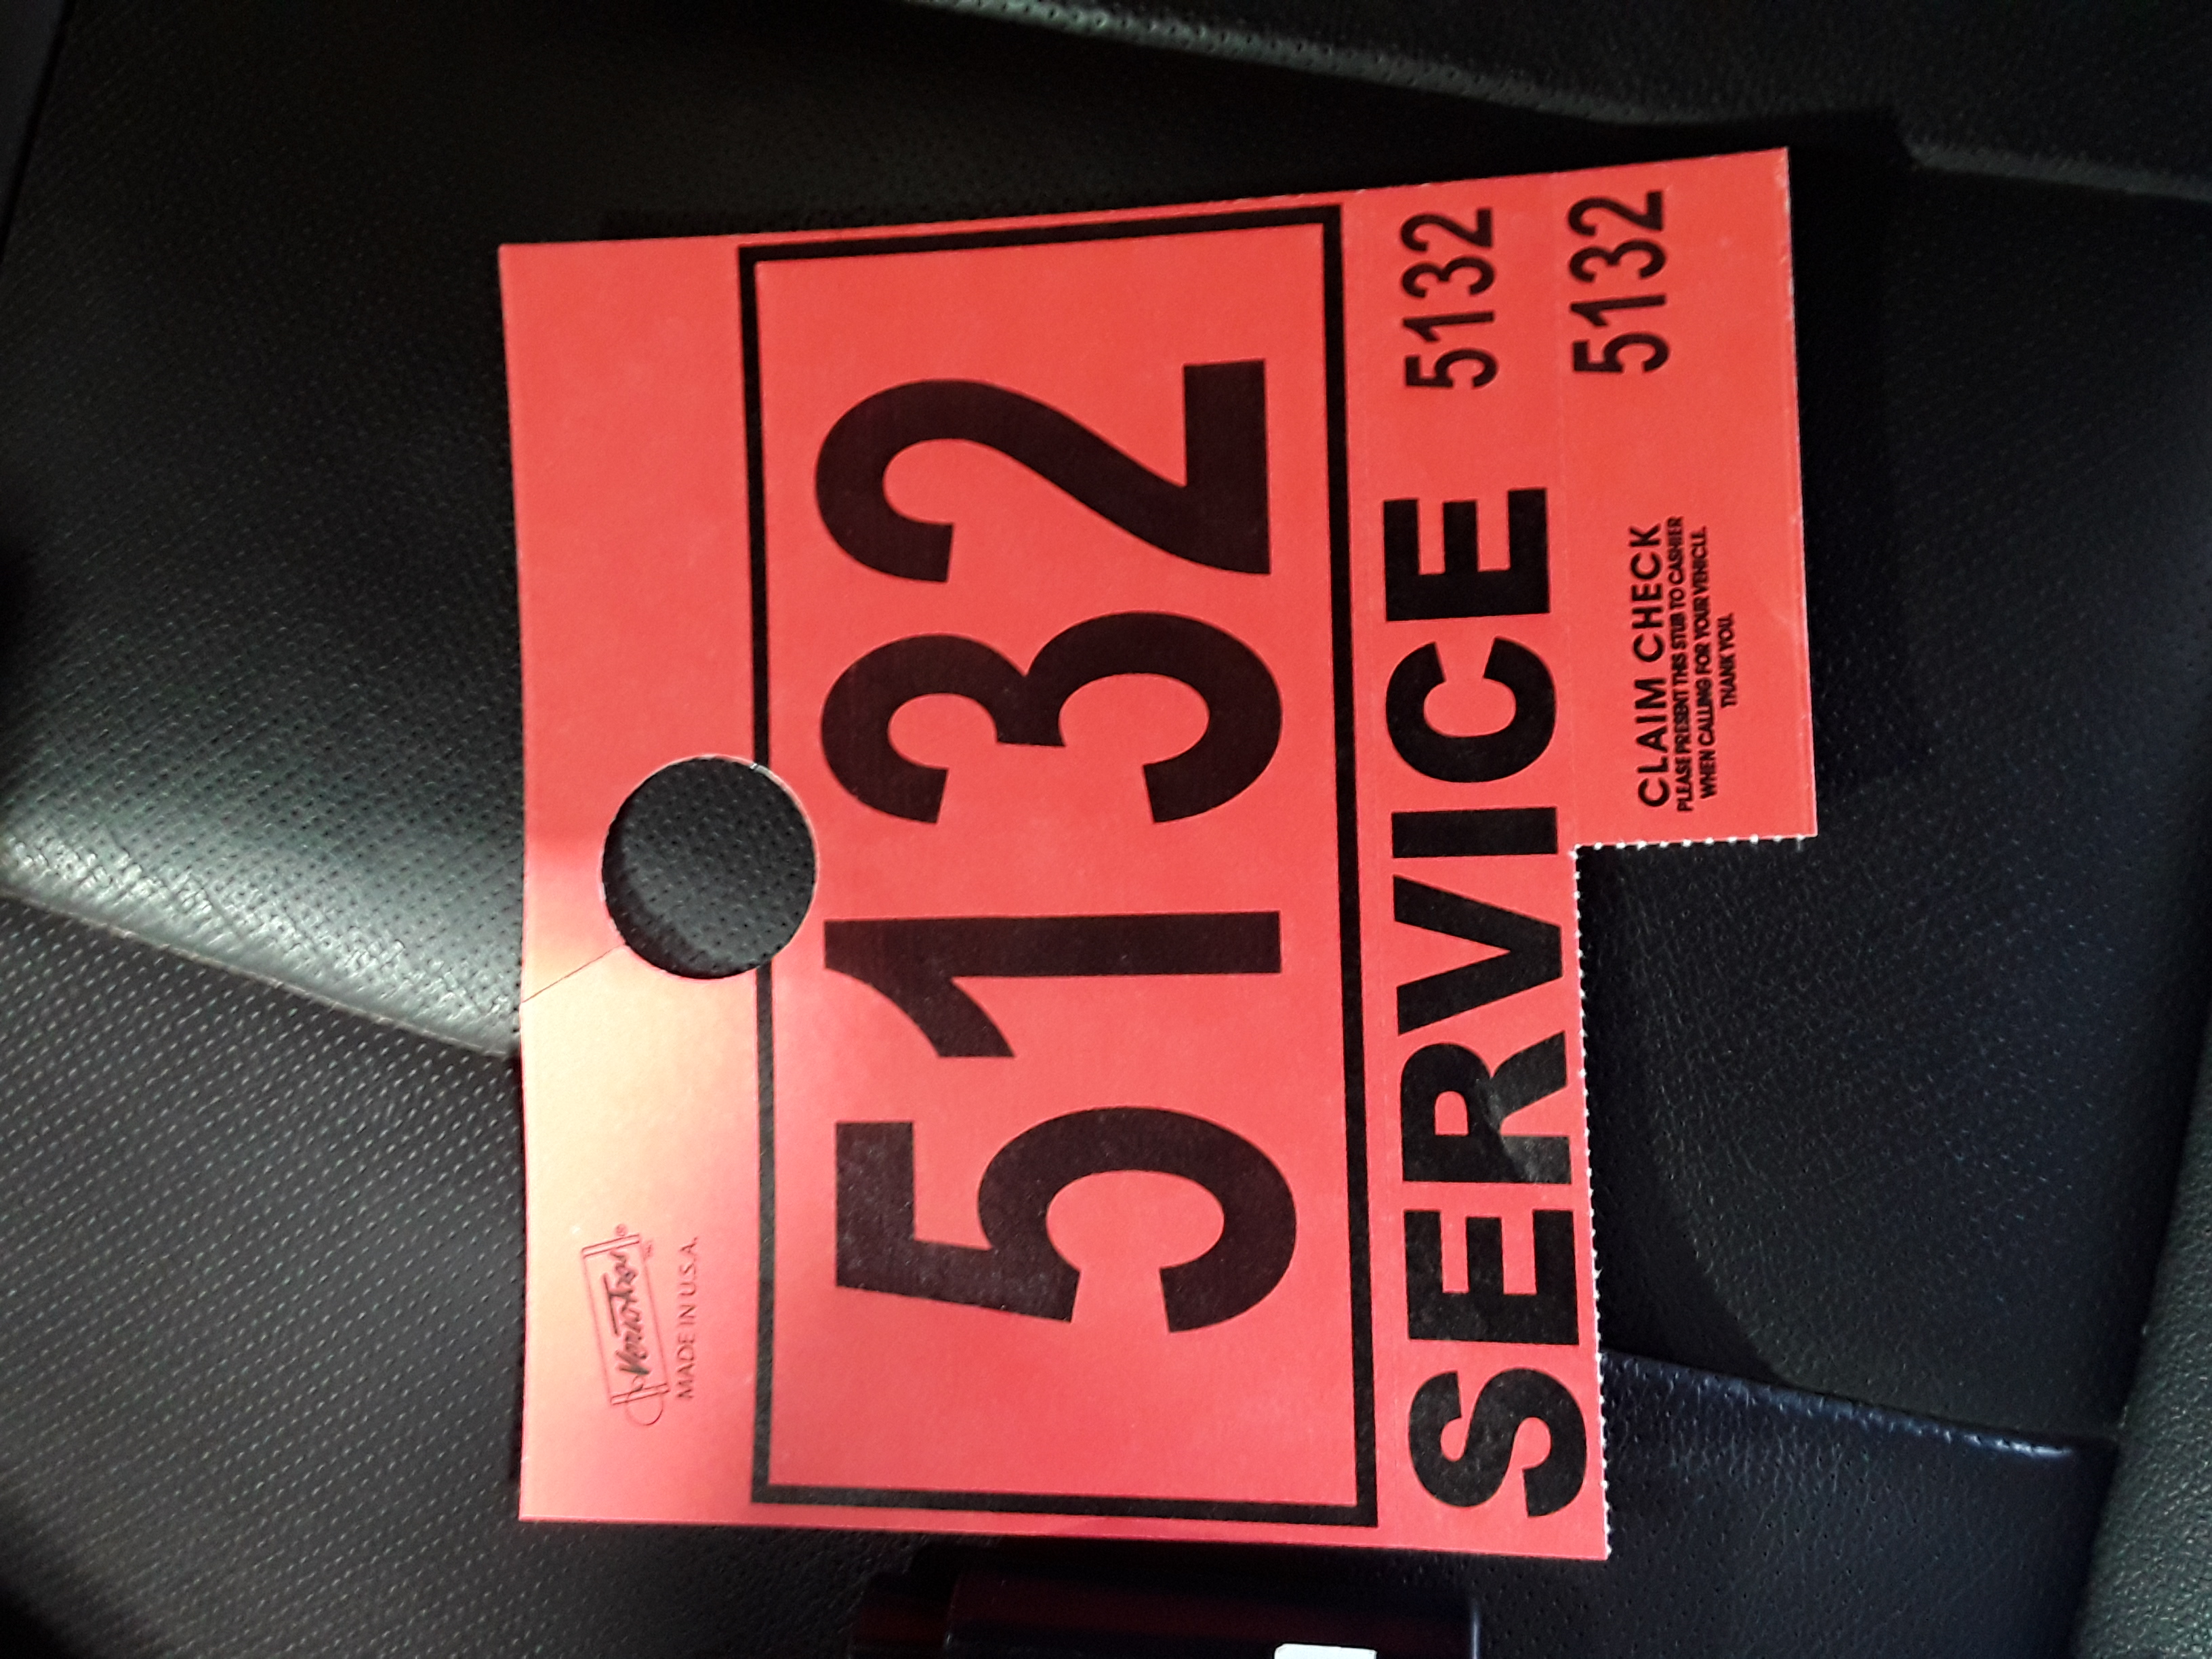 Vernotron®
MADE IN U.S.A.
5132
SERVICE 5132
5132
CLAIM CHECK
PLEASE PRESENT THIS STUB TO CASHIER
WHEN CALLING FOR YOUR VEHICLE.
THANK YOU.